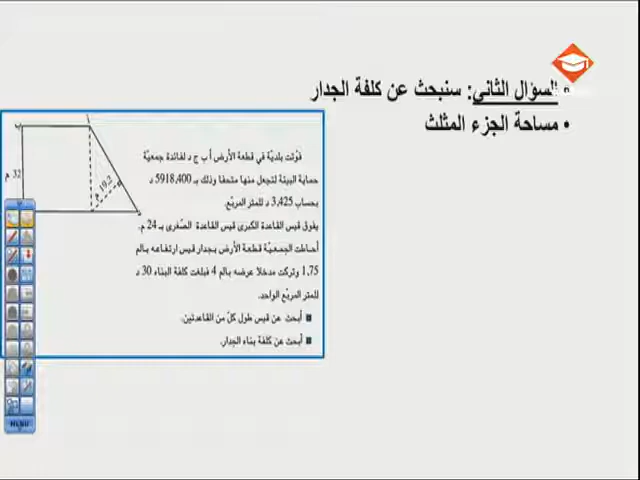 • السؤال الثاني: سنبحث عن كلفة الجدار
• مساحة الجزء المثلث
فوّتت بلديّة في قطعة الأرض أ ب ج د لفائدة جمعيّة
حماية البيئة لتجعل منها متحفا وذلك بـ 5918,400 د
بحساب 3,425 د للمتر المربّع.
يفوق قيس القاعدة الكبرى قيس القاعدة الصّغرى بـ 24 م.
أحاطت الجمعيّة قطعة الأرض بجدار قيس ارتفاعه بالم
1,75 وتركت مدخلا عرضه بالم 4 فبلغت كلفة البناء 30 د
للمتر المربّع الواحد.
■ أبحث عن قيس طول كلّ من القاعدتين.
■ أبحث عن كلفة بناء الجدار.
ب
32 م
19,2 م